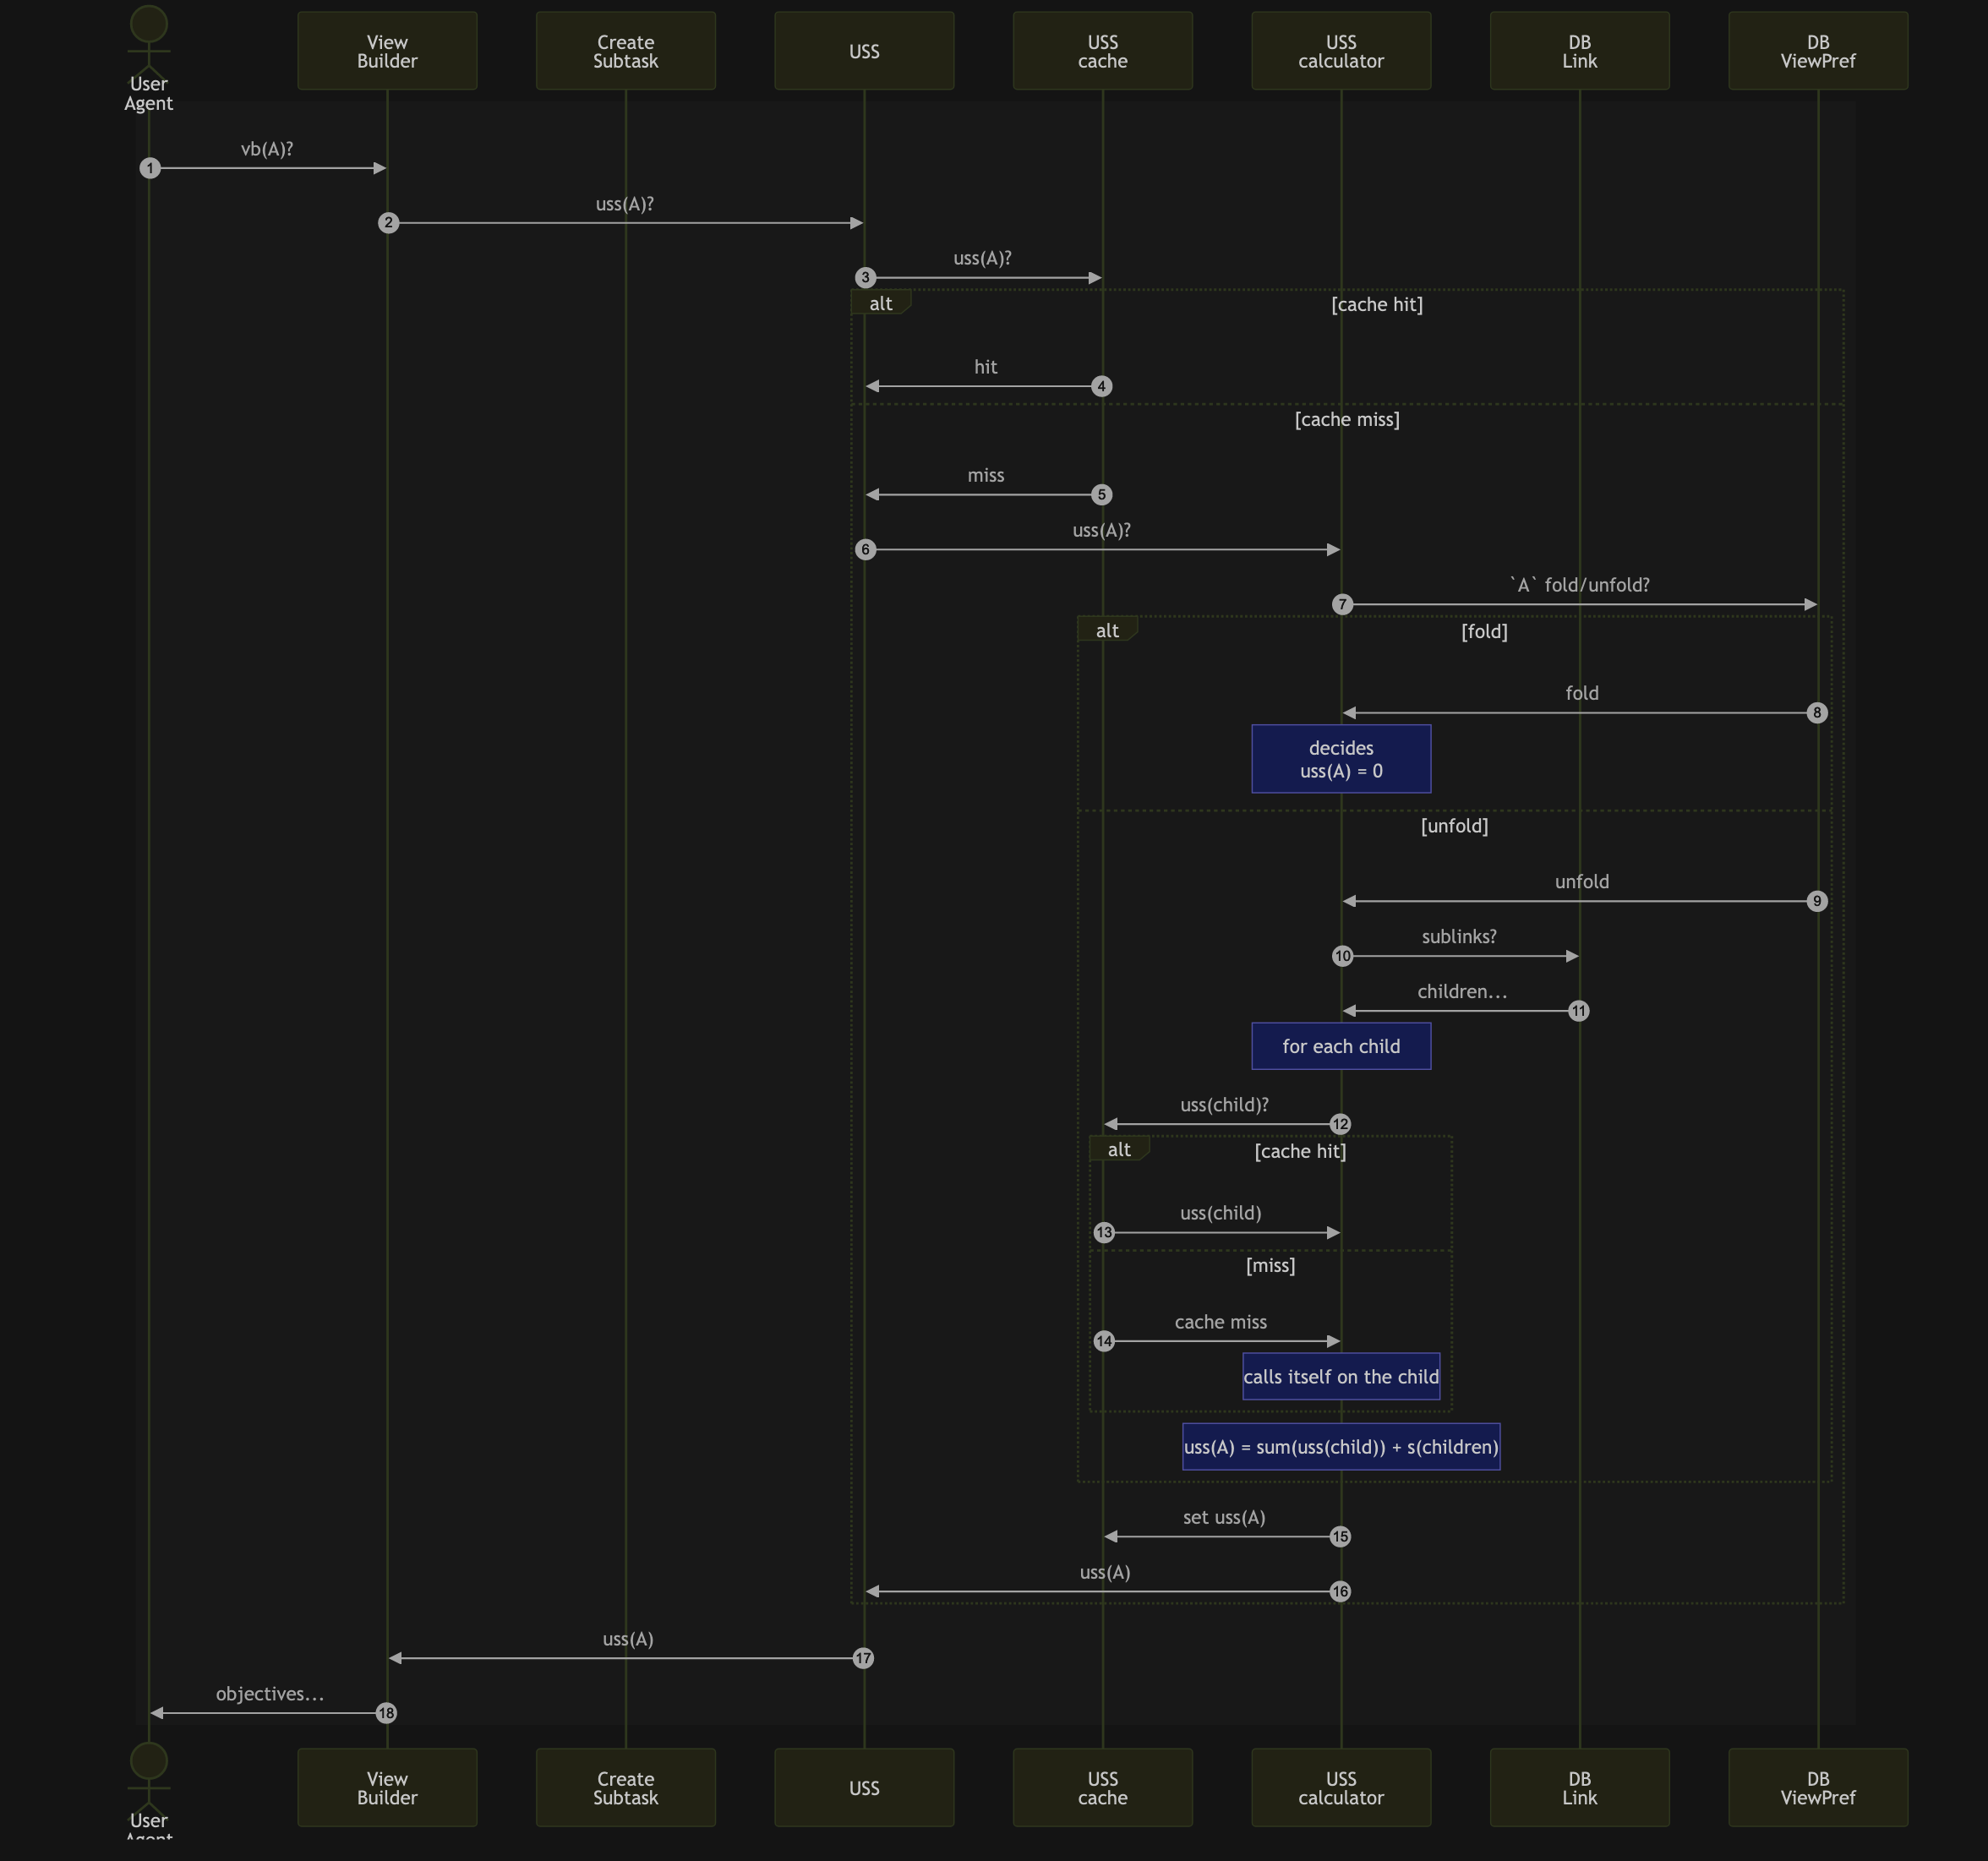 User
Agent
View
Builder
Create
Subtask
USS
USS
cache
USS
calculator
DB
Link
DB
ViewPref
vb(A)?
1
uss(A)?
2
uss(A)?
3
alt
[cache hit]
hit
4
[cache miss]
miss
5
uss(A)?
6
`A` fold/unfold?
7
alt
[fold]
fold
8
decides
uss(A) = 0
[unfold]
unfold
9
sublinks?
10
children...
11
for each child
uss(child)?
12
alt
[cache hit]
uss(child)
13
[miss]
cache miss
14
calls itself on the child
uss(A) = sum(uss(child)) + s(children)
set uss(A)
15
uss(A)
16
uss(A)
17
objectives...
18
User
Agent
View
Builder
Create
Subtask
USS
USS
cache
USS
calculator
DB
Link
DB
ViewPref